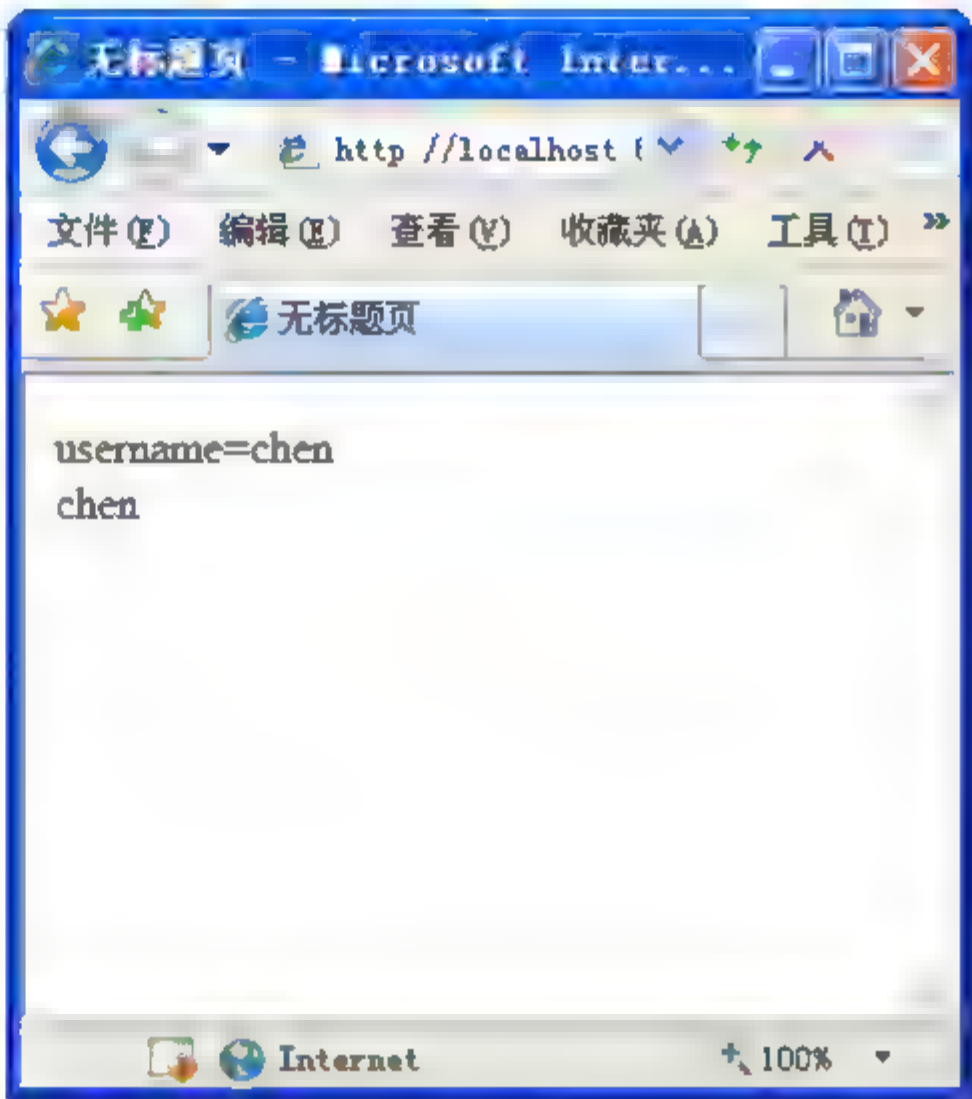 无标题页 - Microsoft Inter...
http //localhost
文件(F) 编辑(E) 查看(V) 收藏夹(A) 工具(T) »
无标题页
username=chen
chen
Internet 100%